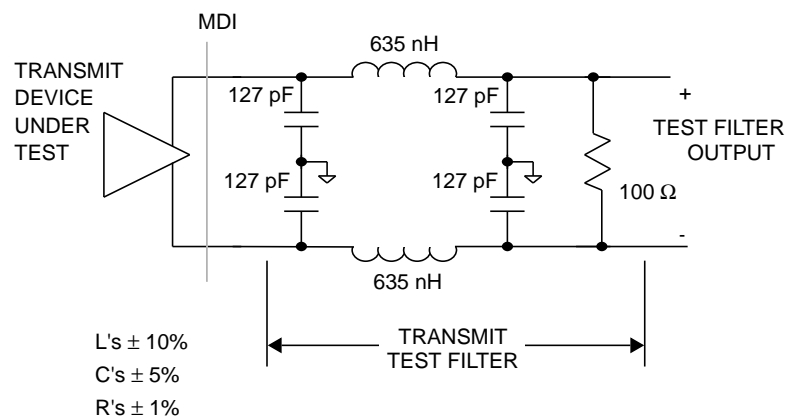 MDI
635 nH
TRANSMIT
DEVICE
UNDER
TEST
127 pF
127 pF
+
TEST FILTER
OUTPUT
127 pF
127 pF
100 Ω
-
635 nH
TRANSMIT
TEST FILTER
L's ± 10%
C's ± 5%
R's ± 1%